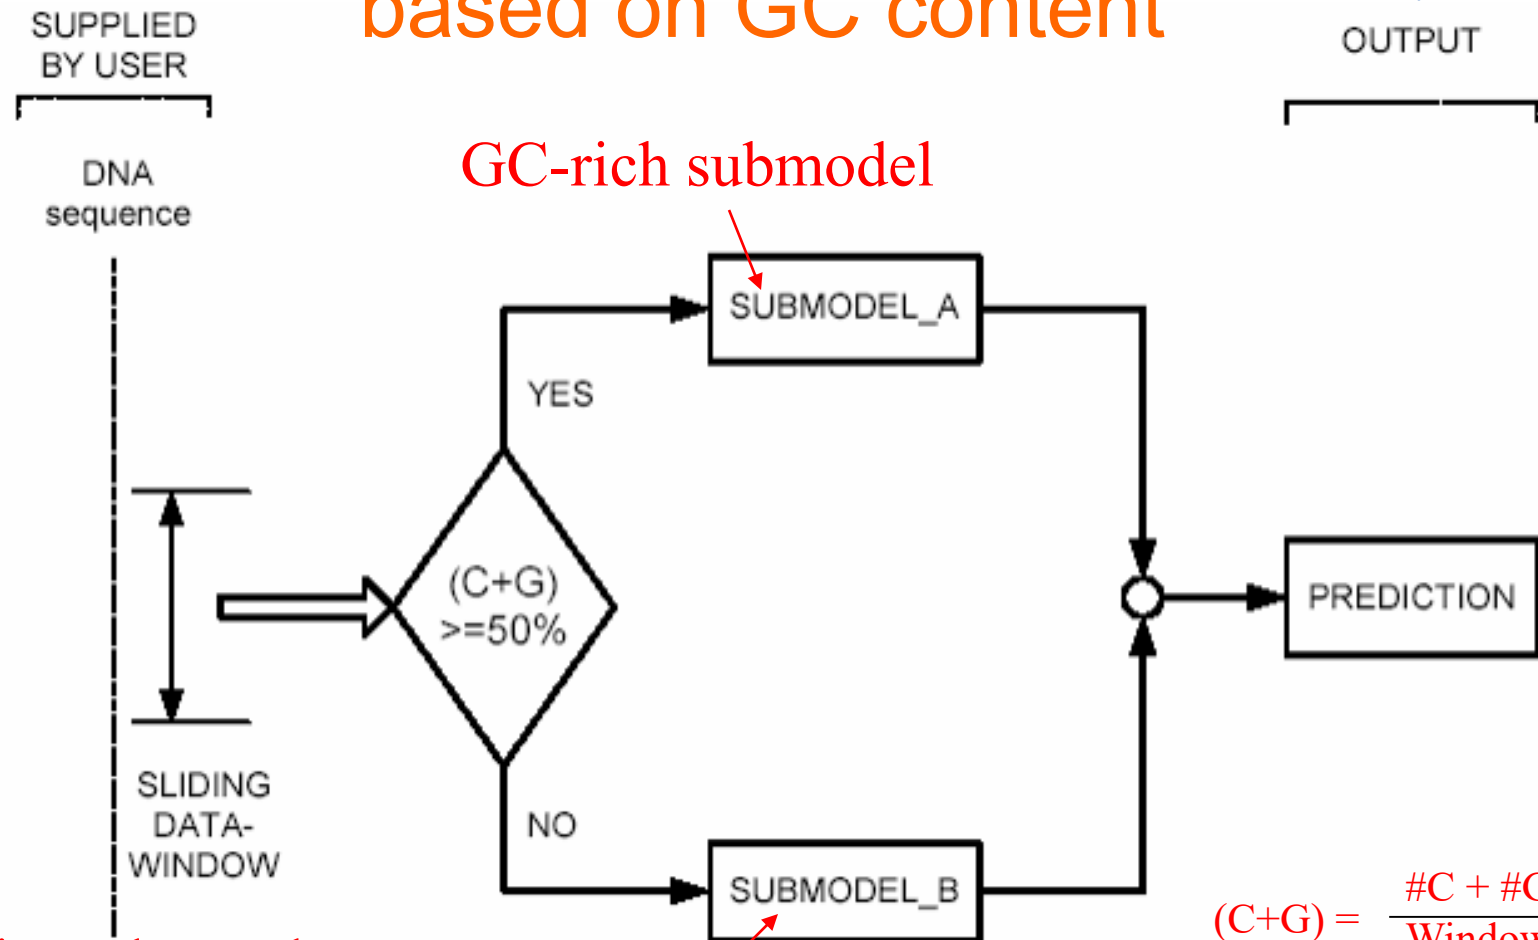 based on GC content
SUPPLIED
BY USER
OUTPUT
DNA
sequence
GC-rich submodel
SUBMODEL_A
YES
(C+G)
>=50%
PREDICTION
SLIDING
DATA-
WINDOW
NO
SUBMODEL_B
#C + #
(C+G) =
Window